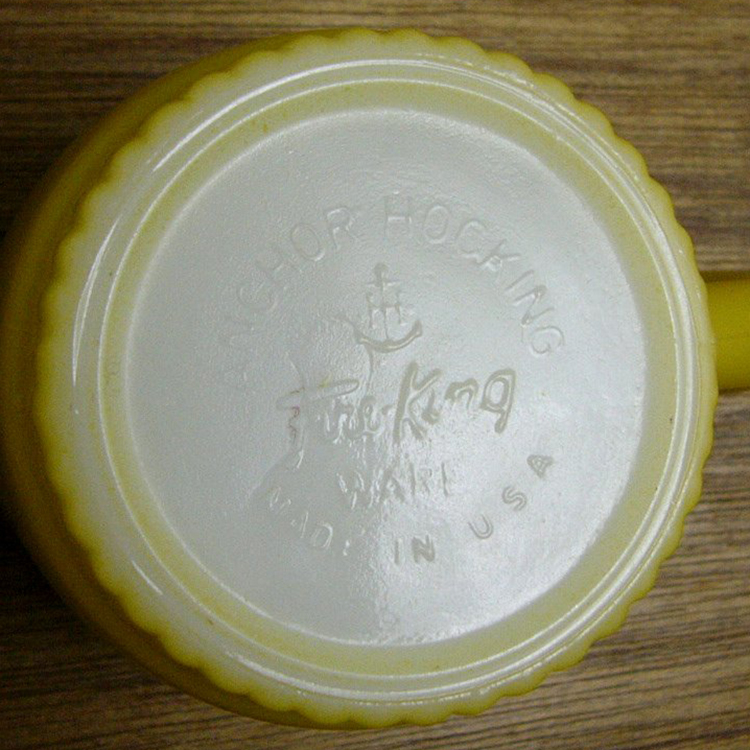 ANCHOR HOCKING
Fire-King
WARE
MADE IN USA